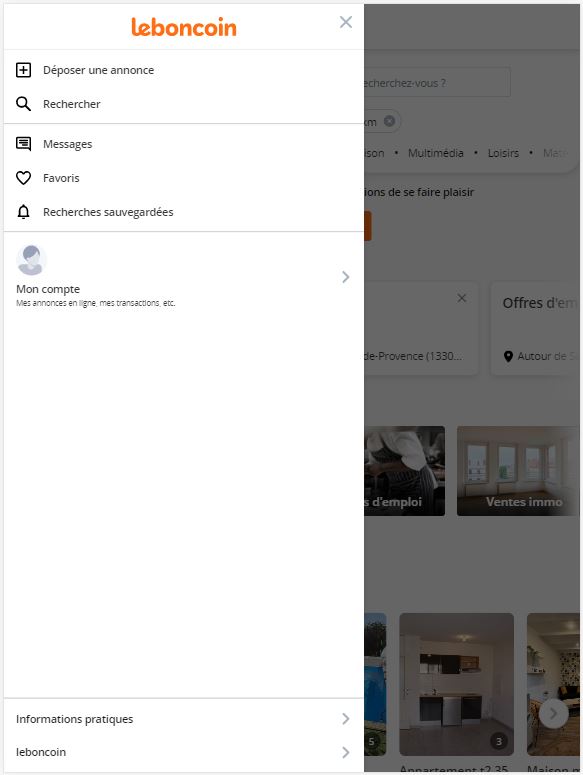 leboncoin
Déposer une annonce
Rechercher
Messages
Favoris
Recherches sauvegardées
Mon compte
Mes annonces en ligne, mes transactions, etc.
Informations pratiques
leboncoin
echerchez-vous ?
km
ison • Multimédia • Loisirs • Mat
ions de se faire plaisir
de-Provence (1330...
Offres d'em
Autour de S
s d'emploi
Ventes immo
5
3
Appartement t2 35
Maison m